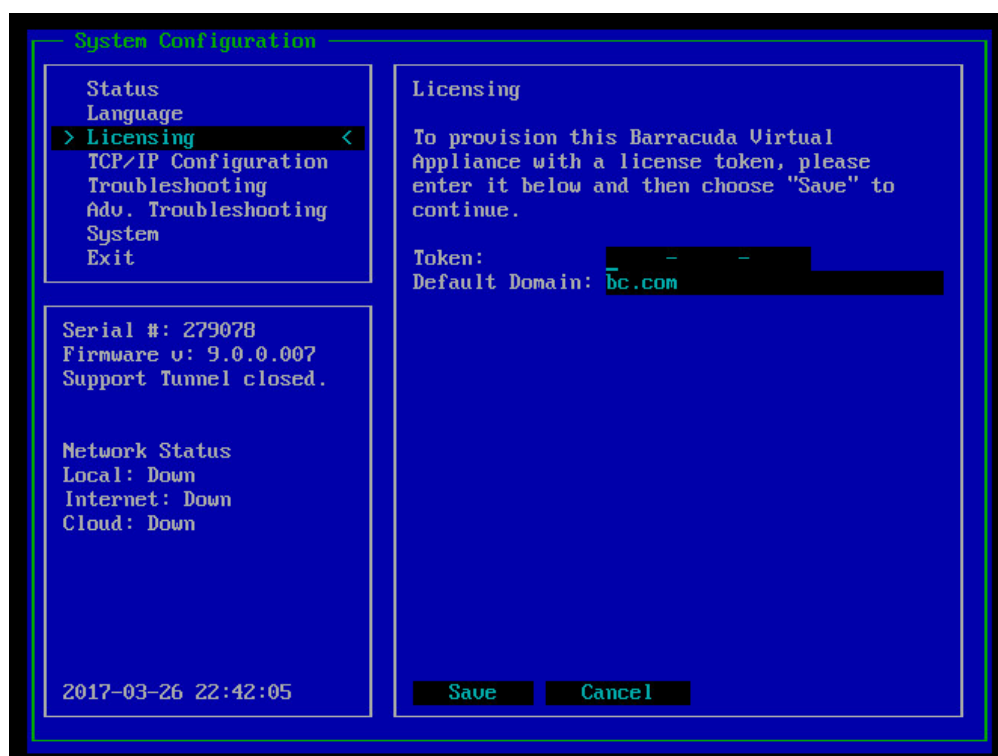 System Configuration
Status
Language
> Licensing <
TCP/IP Configuration
Troubleshooting
Adv. Troubleshooting
System
Exit
Serial #: 279078
Firmware v: 9.0.0.007
Support Tunnel closed.
Network Status
Local: Down
Internet: Down
Cloud: Down
2017-03-26 22:42:05
Licensing
To provision this Barracuda Virtual
Appliance with a license token, please
enter it below and then choose "Save" to
continue.
Token: _ - -
Default Domain: bc.com
Save Cancel